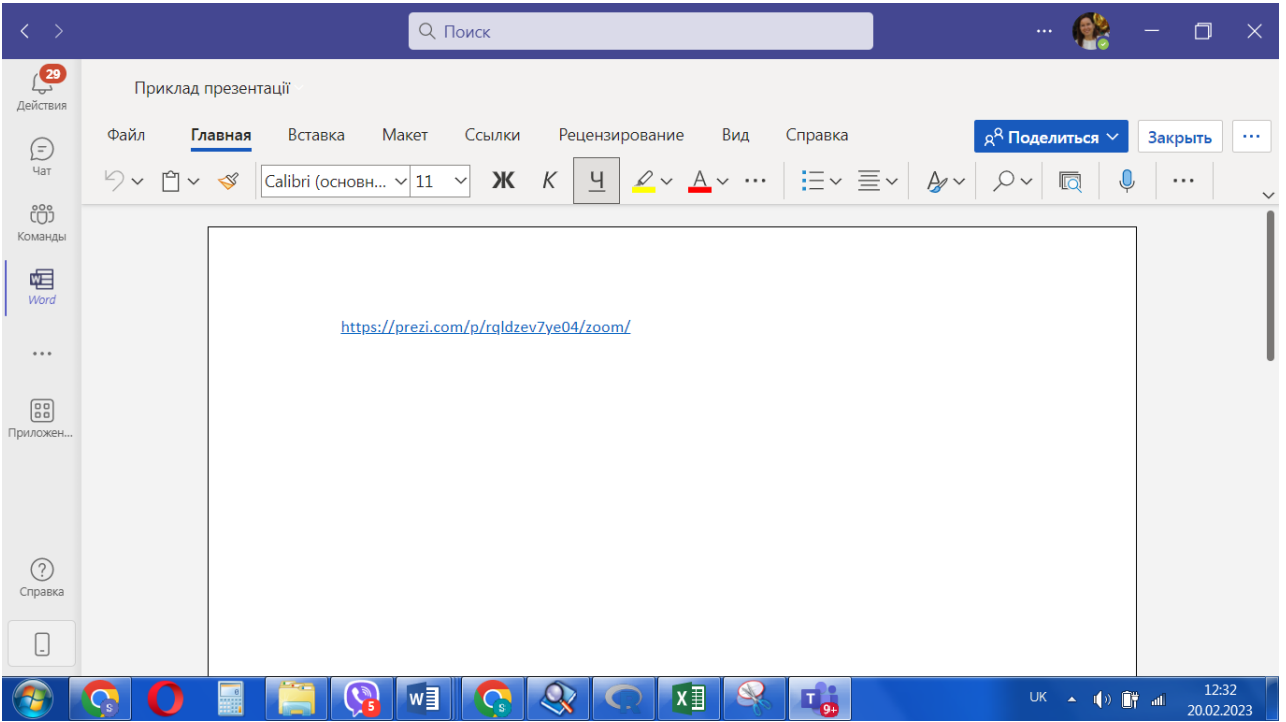 Поиск
29
Действия
Чат
Команды
Word
Приложен...
Справка
Приклад презентації
Файл Главная Вставка Макет Ссылки Рецензирование Вид Справка Поделиться Закрыть
Calibri (основн... 11 Ж К Ч А
https://prezi.com/p/rqldzev7ye04/zoom/
5 9+
UK 12:32
20.02.2023